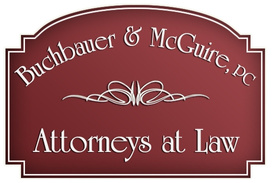 Buchbauer & McGuire, PC
Attorneys at Law